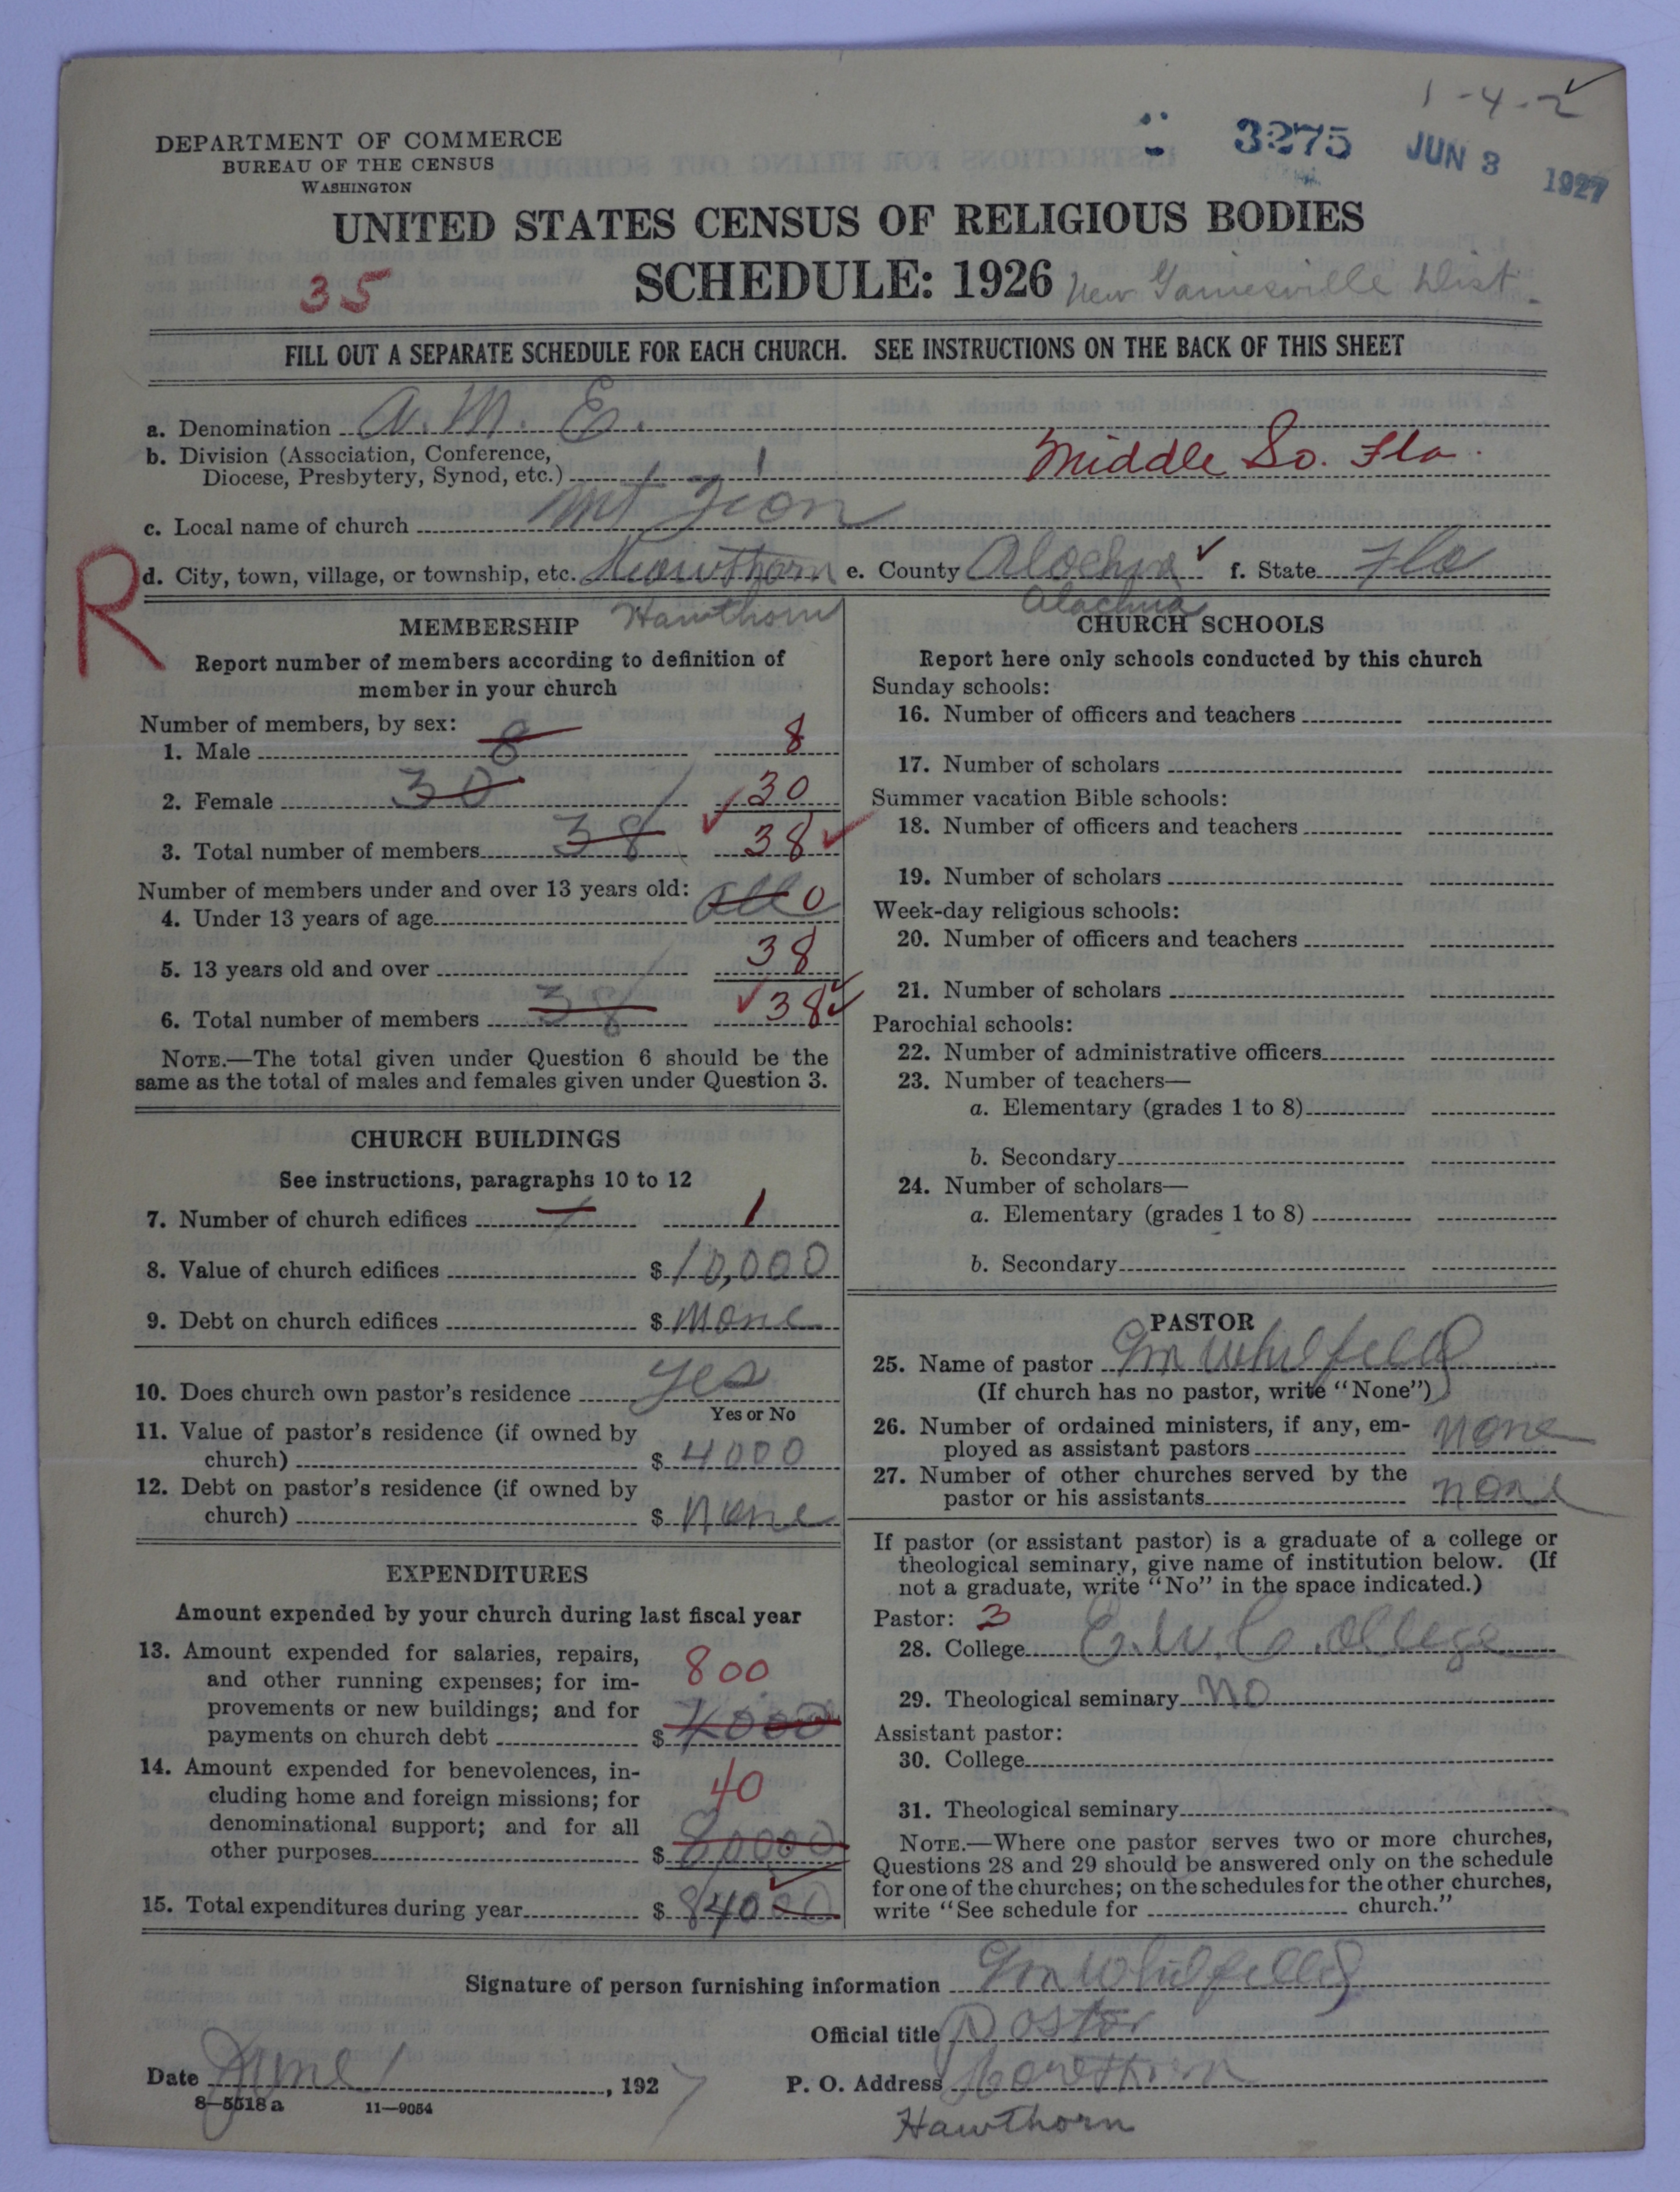 1-4-2
DEPARTMENT OF COMMERCE
BUREAU OF THE CENSUS
WASHINGTON
3275 JUN 3 1927
UNITED STATES CENSUS OF RELIGIOUS BODIES
SCHEDULE: 1926
35
New Gainesville Dist.
FILL OUT A SEPARATE SCHEDULE FOR EACH CHURCH. SEE INSTRUCTIONS ON THE BACK OF THIS SHEET
a. Denomination A. M. E.
b. Division (Association, Conference,
Diocese, Presbytery, Synod, etc.) Middle So. Fla.
c. Local name of church Mt Zion
R
d. City, town, village, or township, etc. Hawthorn e. County Alochua f. State Fla
Hawthorn Alachua
MEMBERSHIP
Report number of members according to definition of
member in your church
Number of members, by sex:
1. Male 8 8
2. Female 30 30
3. Total number of members 38 38
Number of members under and over 13 years old:
4. Under 13 years of age all 0
5. 13 years old and over 38
6. Total number of members 38 38
NOTE.—The total given under Question 6 should be the
same as the total of males and females given under Question 3.
CHURCH BUILDINGS
See instructions, paragraphs 10 to 12
7. Number of church edifices 1 1
8. Value of church edifices $ 10,000
9. Debt on church edifices $ none
10. Does church own pastor's residence yes
Yes or No
11. Value of pastor's residence (if owned by
church) $ 4000
12. Debt on pastor's residence (if owned by
church) $ None
EXPENDITURES
Amount expended by your church during last fiscal year
13. Amount expended for salaries, repairs,
and other running expenses; for im-
provements or new buildings; and for
payments on church debt $ 800
14. Amount expended for benevolences, in-
cluding home and foreign missions; for
denominational support; and for all
other purposes $ 40
15. Total expenditures during year $ 840
CHURCH SCHOOLS
Report here only schools conducted by this church
Sunday schools:
16. Number of officers and teachers
17. Number of scholars
Summer vacation Bible schools:
18. Number of officers and teachers
19. Number of scholars
Week-day religious schools:
20. Number of officers and teachers
21. Number of scholars
Parochial schools:
22. Number of administrative officers
23. Number of teachers—
a. Elementary (grades 1 to 8)
b. Secondary
24. Number of scholars—
a. Elementary (grades 1 to 8)
b. Secondary
PASTOR
25. Name of pastor
(If church has no pastor, write "None")
26. Number of ordained ministers, if any, em-
ployed as assistant pastors none
27. Number of other churches served by the
pastor or his assistants none
If pastor (or assistant pastor) is a graduate of a college or
theological seminary, give name of institution below. (If
not a graduate, write "No" in the space indicated.)
Pastor: 3
28. College E.W.C. College
29. Theological seminary no
Assistant pastor:
30. College
31. Theological seminary
NOTE.—Where one pastor serves two or more churches,
Questions 28 and 29 should be answered only on the schedule
for one of the churches; on the schedules for the other churches,
write "See schedule for church."
Signature of person furnishing information
Official title Pastor
Date June 1, 1927 P. O. Address Hawthorn
8—5518 a 11—9054
Hawthorn